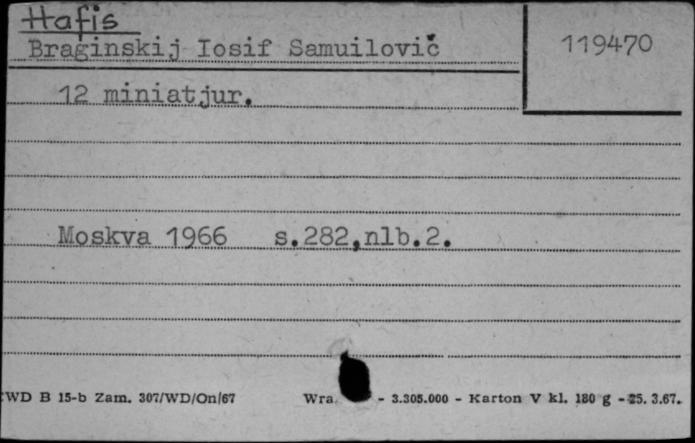 Hafis
Braginskij Iosif Samuilovič
119470
12 miniatjur.
Moskva 1966 s.282,nlb.2.
WD B 15-b Zam. 307/WD/On/67 Wra - 3.305.000 - Karton V kl. 180 g - 25. 3.67.